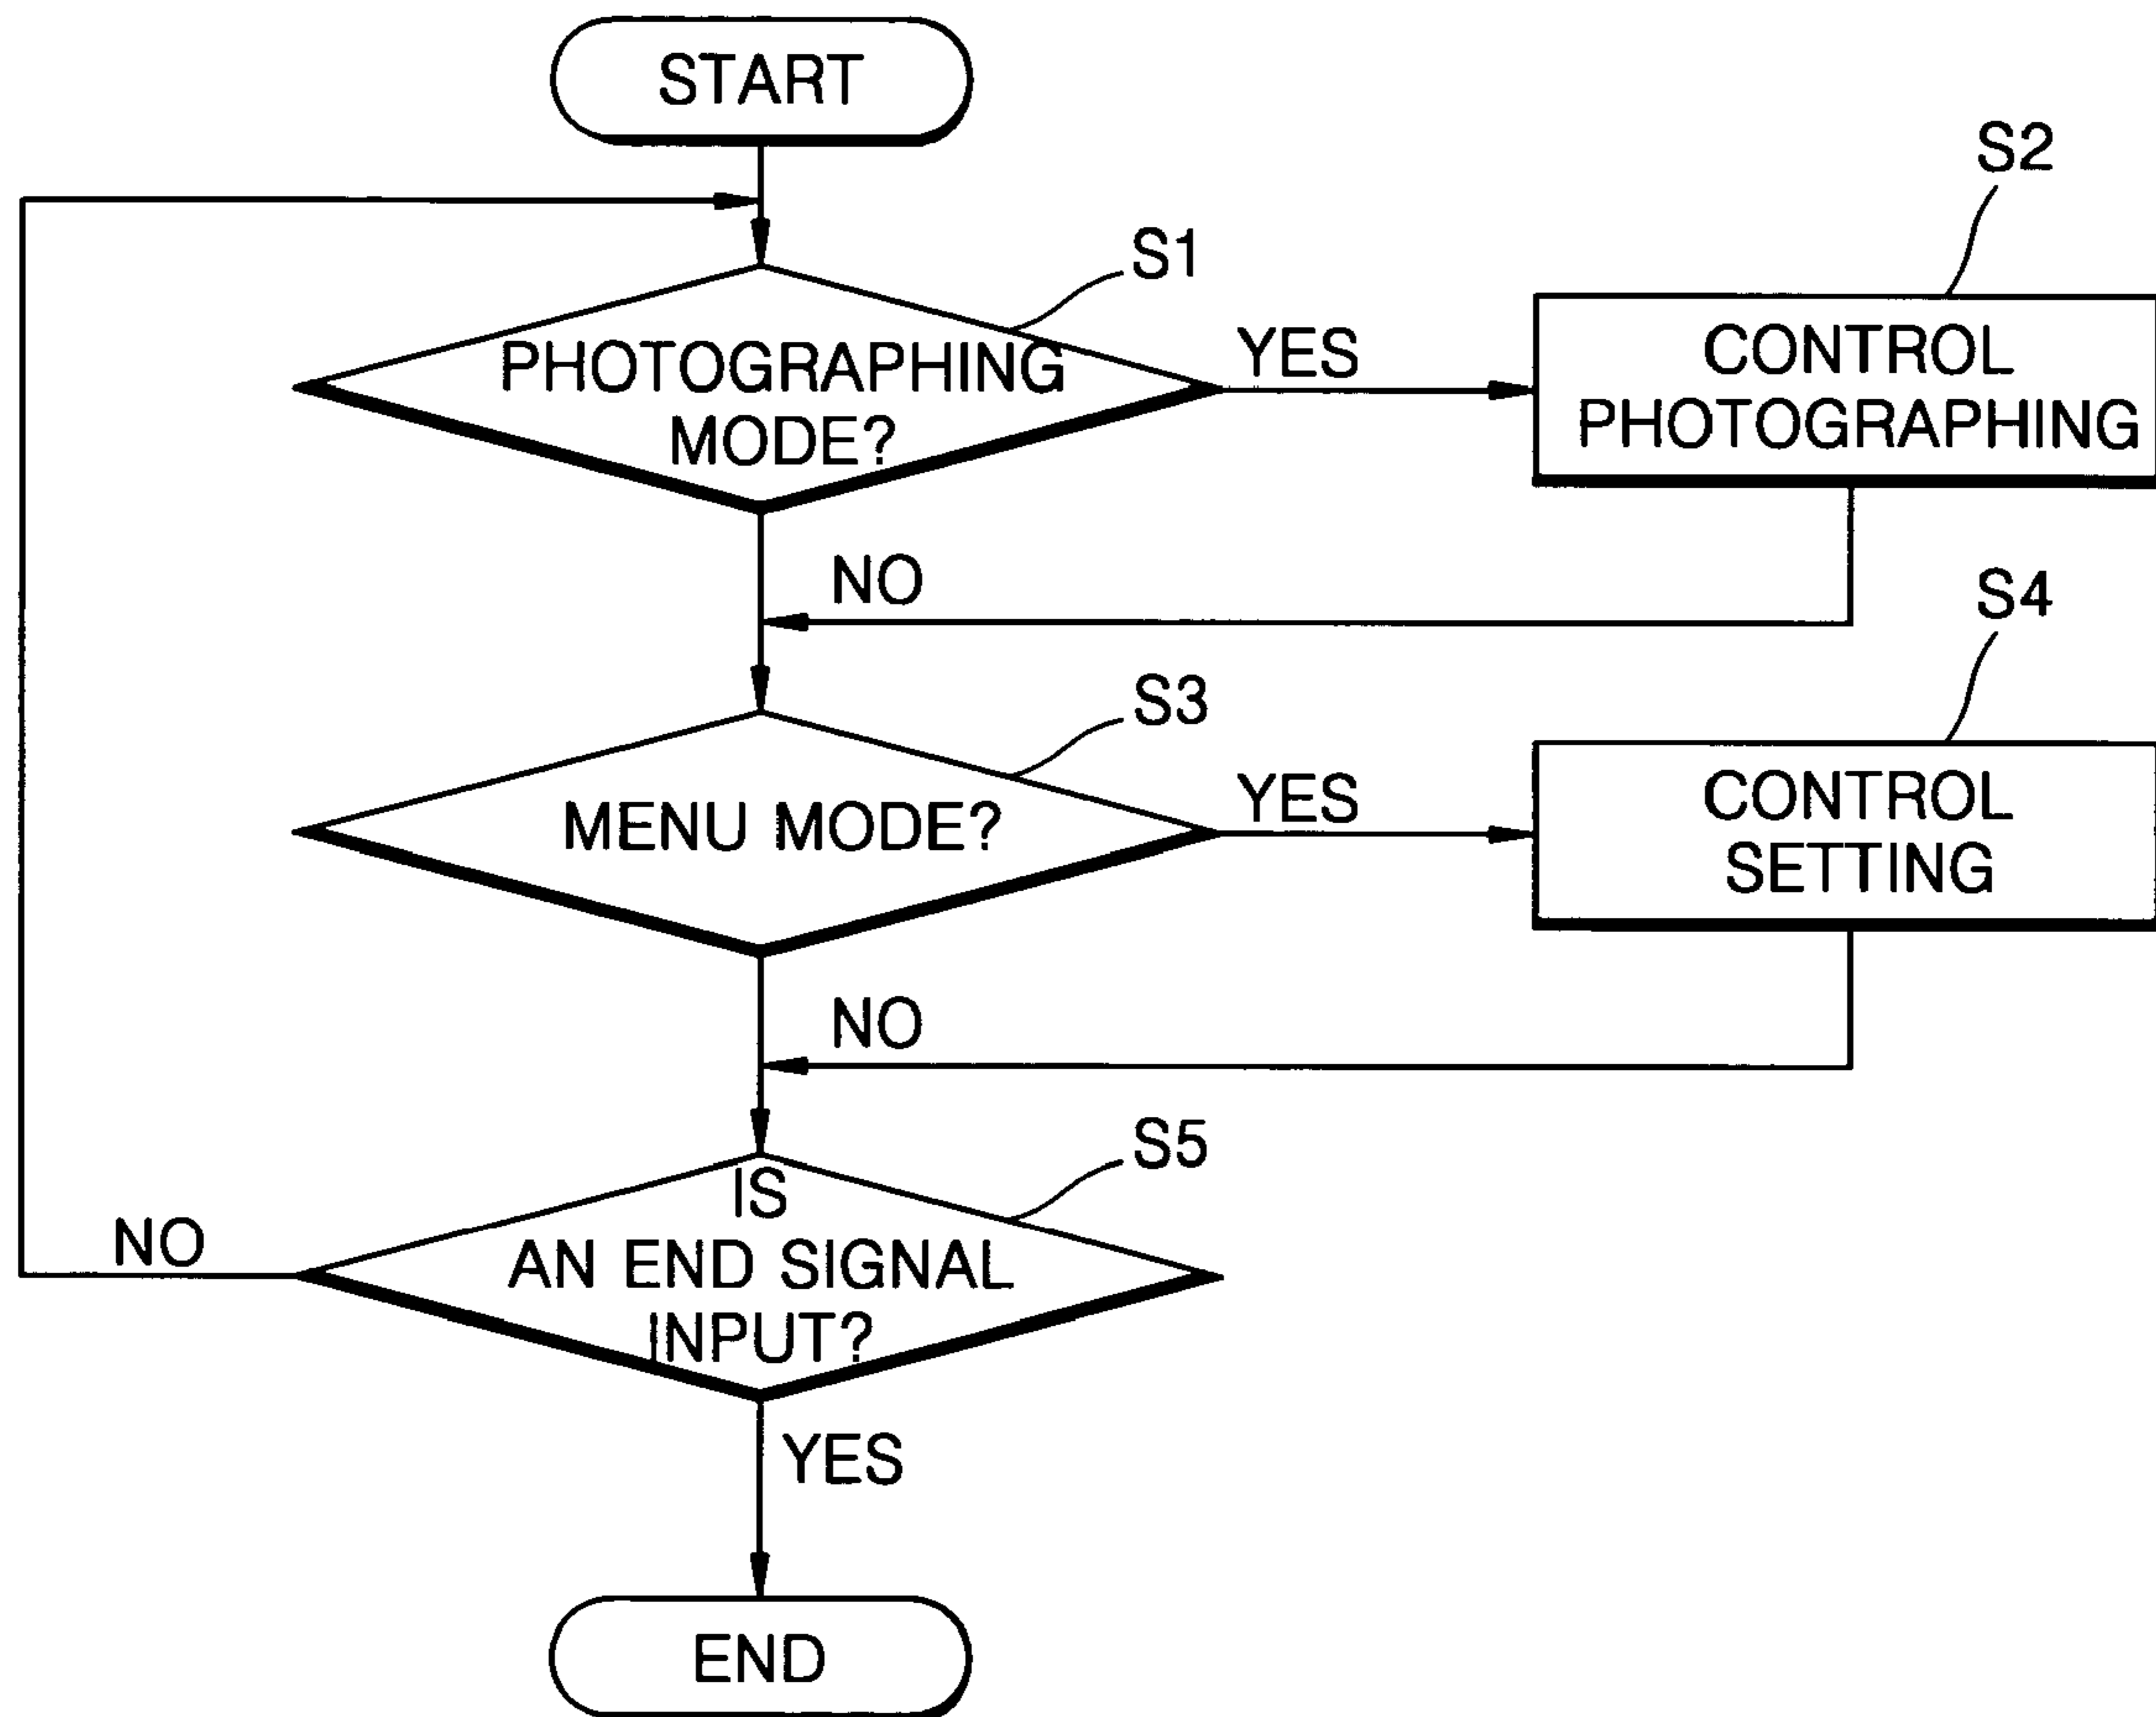 START
S2
S1
PHOTOGRAPHING
MODE?
YES
CONTROL
PHOTOGRAPHING
NO
S4
S3
MENU MODE?
YES
CONTROL
SETTING
NO
S5
IS
AN END SIGNAL
INPUT?
NO
YES
END